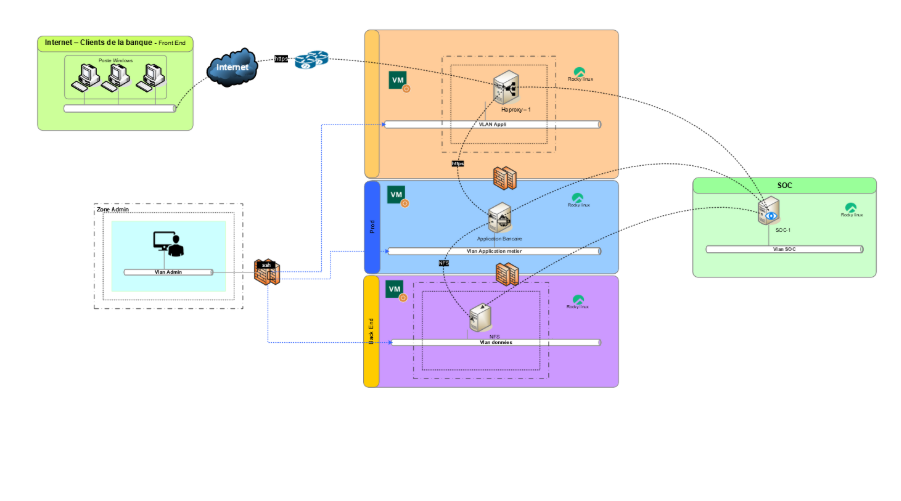 Internet – Clients de la banque - Front End
Poste Windows
Internet
https
VM
Rocky linux
Haproxy – 1
VLAN Appli
https
SOC
SOC-1
Rocky linux
Vlan SOC
Zone Admin
Vlan Admin
ssh
Prod
VM
Rocky linux
Application Bancaire
Vlan Application metier
NFS
Back End
VM
Rocky linux
NFS
Vlan données